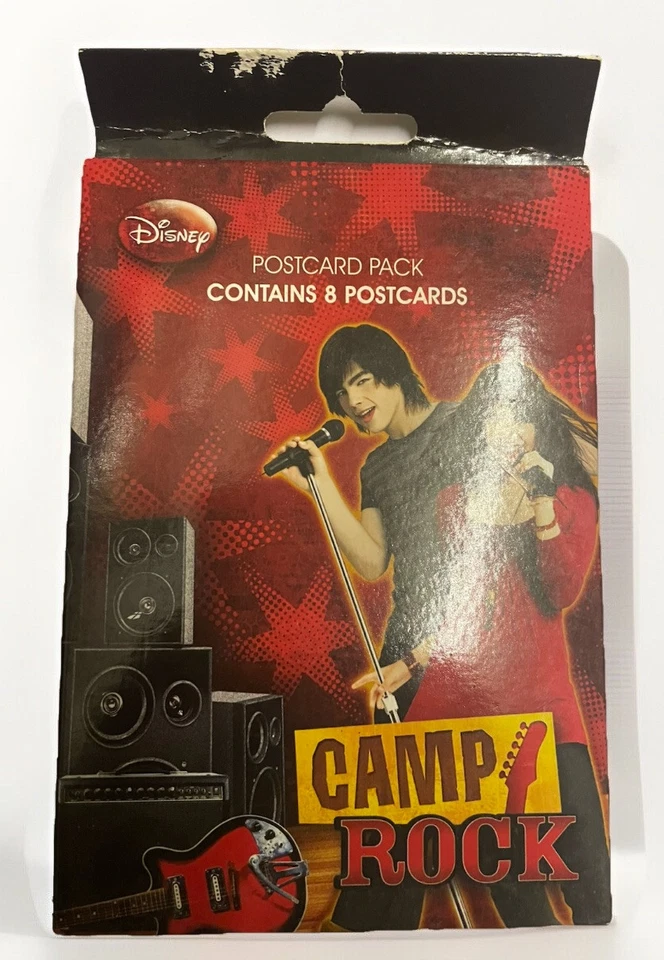 Disney
POSTCARD PACK
CONTAINS 8 POSTCARDS
CAMP
ROCK